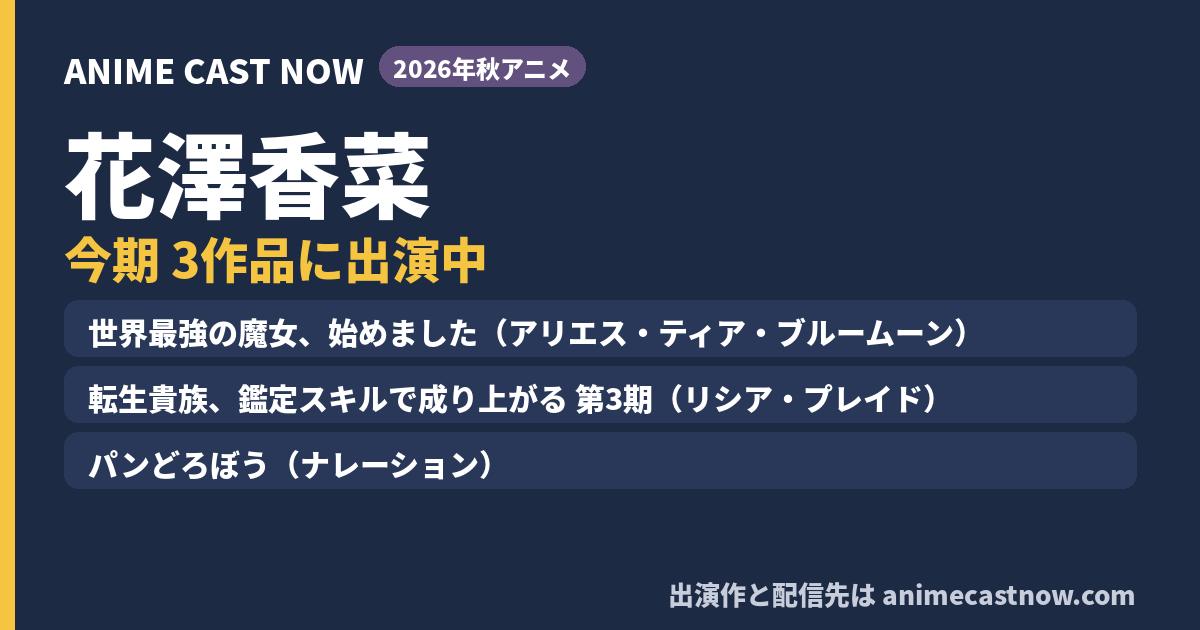 ANIME CAST NOW 2026年秋アニメ
花澤香菜
今期 3作品に出演中
世界最強の魔女、始めました（アリエス・ティア・ブルームーン）
転生貴族、鑑定スキルで成り上がる 第3期（リシア・プレイド）
パンどろぼう（ナレーション）
出演作と配信先は animecastnow.com